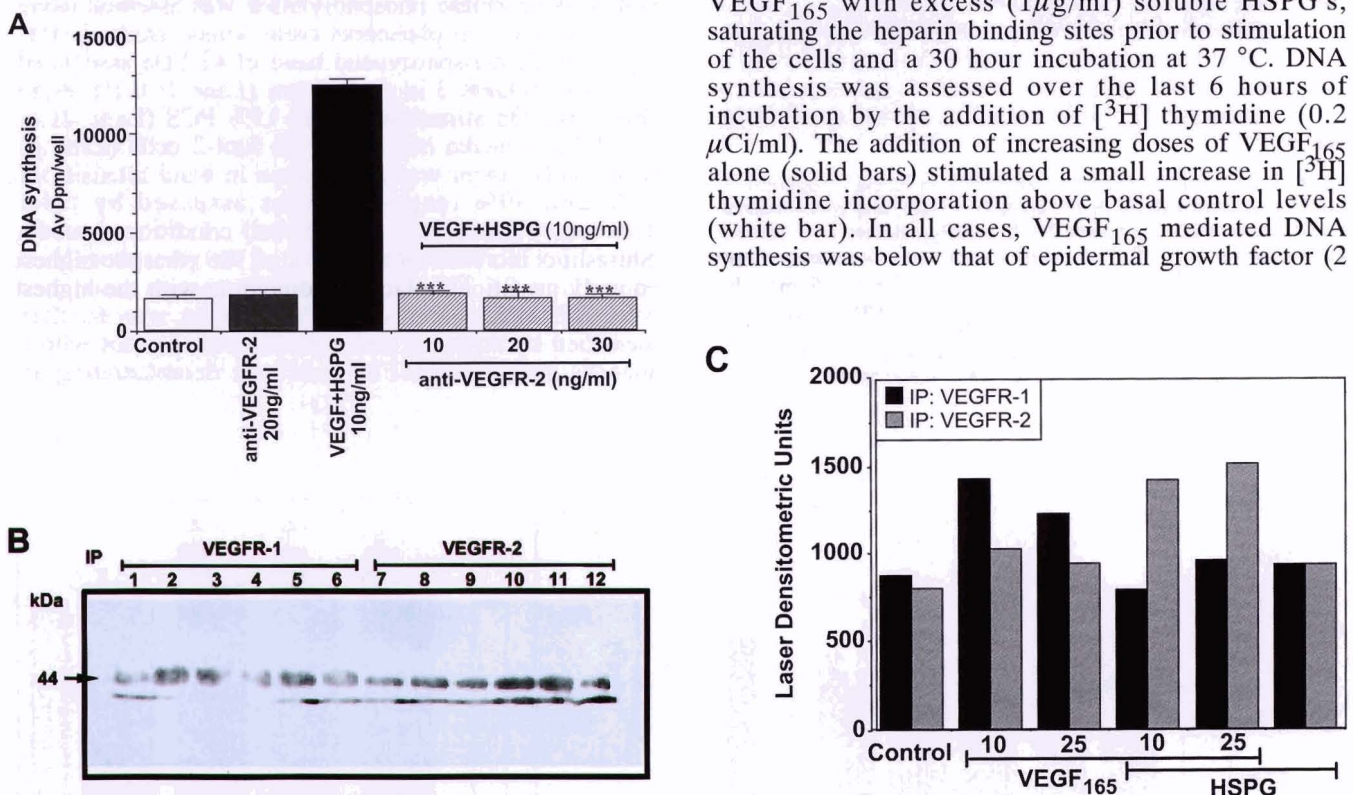 A
15000
10000
5000
0
DNA synthesis
Av Dpm/well
VEGF+HSPG (10ng/ml)
*** *** ***
Control
anti-VEGFR-2
20ng/ml
VEGF+HSPG
10ng/ml
10 20 30
anti-VEGFR-2 (ng/ml)
VEGF165 with excess (1μg/ml) soluble HSPG's,
saturating the heparin binding sites prior to stimulation
of the cells and a 30 hour incubation at 37 °C. DNA
synthesis was assessed over the last 6 hours of
incubation by the addition of [3H] thymidine (0.2
μCi/ml). The addition of increasing doses of VEGF165
alone (solid bars) stimulated a small increase in [3H]
thymidine incorporation above basal control levels
(white bar). In all cases, VEGF165 mediated DNA
synthesis was below that of epidermal growth factor (2
B
IP VEGFR-1 VEGFR-2
1 2 3 4 5 6 7 8 9 10 11 12
kDa
44
C
2000
1500
1000
500
0
Laser Densitometric Units
IP: VEGFR-1
IP: VEGFR-2
Control 10 25 10 25
VEGF165 HSPG